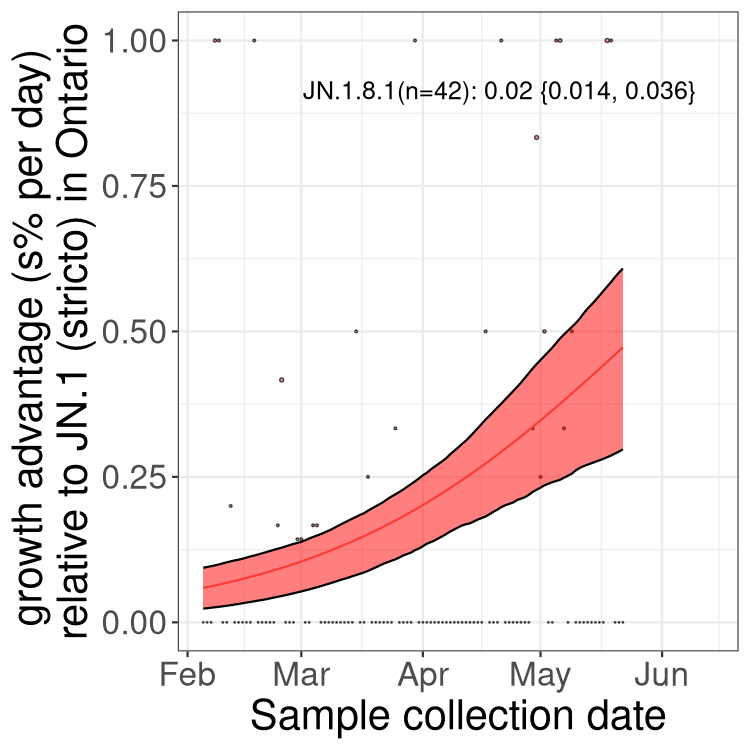 growth advantage (s% per day)
relative to JN.1 (stricto) in Ontario
1.00
0.75
0.50
0.25
0.00
JN.1.8.1(n=42): 0.02 {0.014, 0.036}
Feb Mar Apr May Jun
Sample collection date